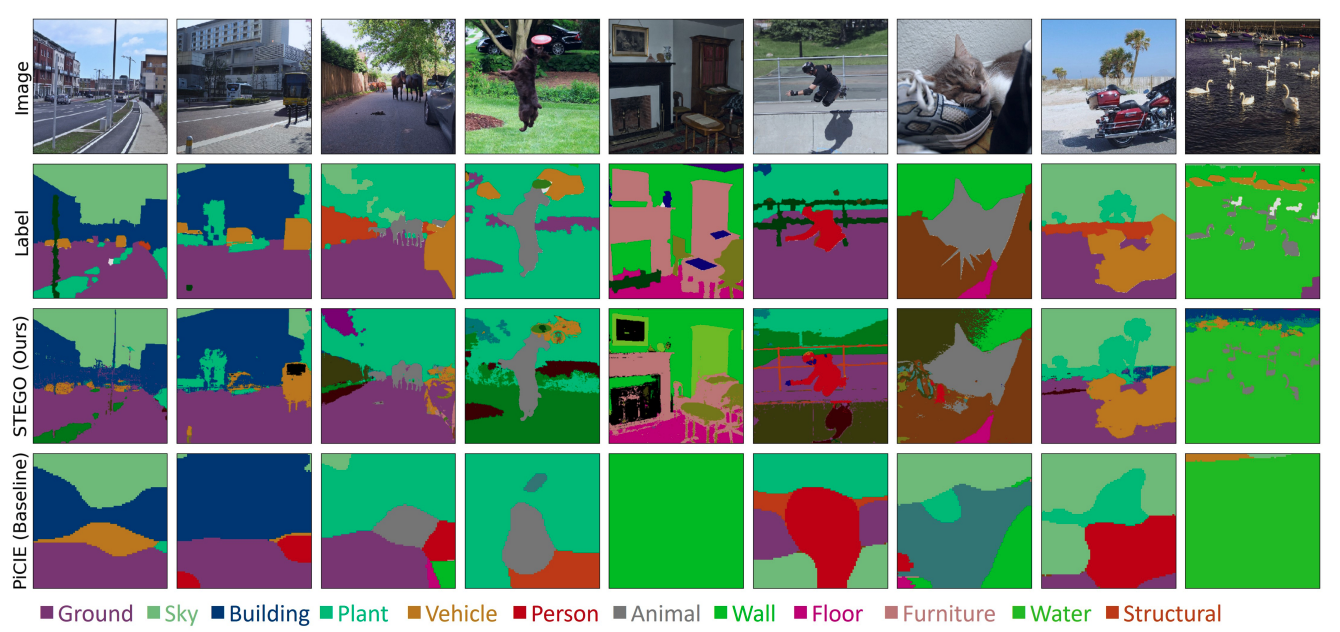 Image
Label
STEGO (Ours)
PiCIE (Baseline)
Ground Sky Building Plant Vehicle Person Animal Wall Floor Furniture Water Structural